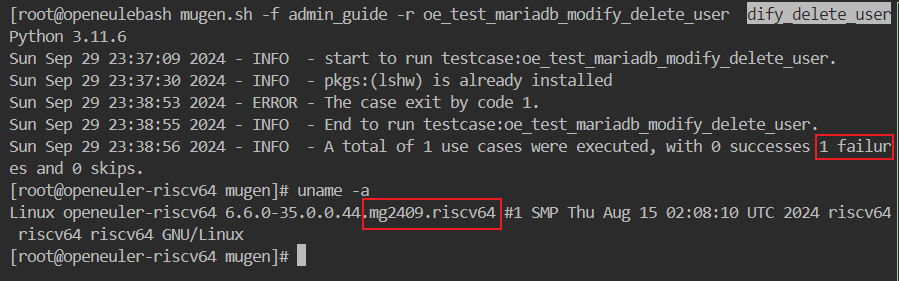 [root@openeulebash mugen.sh -f admin_guide -r oe_test_mariadb_modify_delete_user  dify_delete_user
Python 3.11.6
Sun Sep 29 23:37:09 2024 - INFO  - start to run testcase:oe_test_mariadb_modify_delete_user.
Sun Sep 29 23:37:30 2024 - INFO  - pkgs:(lshw) is already installed
Sun Sep 29 23:38:53 2024 - ERROR - The case exit by code 1.
Sun Sep 29 23:38:55 2024 - INFO  - End to run testcase:oe_test_mariadb_modify_delete_user.
Sun Sep 29 23:38:56 2024 - INFO  - A total of 1 use cases were executed, with 0 successes 1 failur
es and 0 skips.
[root@openeuler-riscv64 mugen]# uname -a
Linux openeuler-riscv64 6.6.0-35.0.0.44.mg2409.riscv64 #1 SMP Thu Aug 15 02:08:10 UTC 2024 riscv64
 riscv64 riscv64 GNU/Linux
[root@openeuler-riscv64 mugen]#